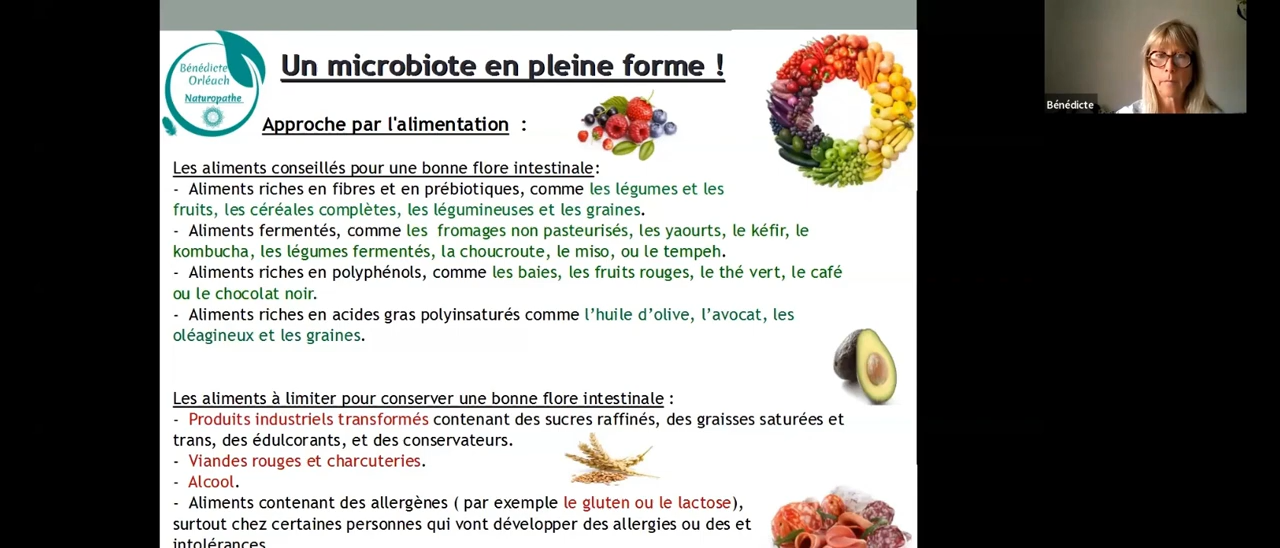 Bénédicte
Orléach
Naturopathe
Un microbiote en pleine forme !
Approche par l'alimentation :
Les aliments conseillés pour une bonne flore intestinale:
- Aliments riches en fibres et en prébiotiques, comme les légumes et les
fruits, les céréales complètes, les légumineuses et les graines.
- Aliments fermentés, comme les fromages non pasteurisés, les yaourts, le kéfir, le
kombucha, les légumes fermentés, la choucroute, le miso, ou le tempeh.
- Aliments riches en polyphénols, comme les baies, les fruits rouges, le thé vert, le café
ou le chocolat noir.
- Aliments riches en acides gras polyinsaturés comme l’huile d’olive, l’avocat, les
oléagineux et les graines.
Les aliments à limiter pour conserver une bonne flore intestinale :
- Produits industriels transformés contenant des sucres raffinés, des graisses saturées et
trans, des édulcorants, et des conservateurs.
- Viandes rouges et charcuteries.
- Alcool.
- Aliments contenant des allergènes ( par exemple le gluten ou le lactose),
surtout chez certaines personnes qui vont développer des allergies ou des et
intolérances
Bénédicte